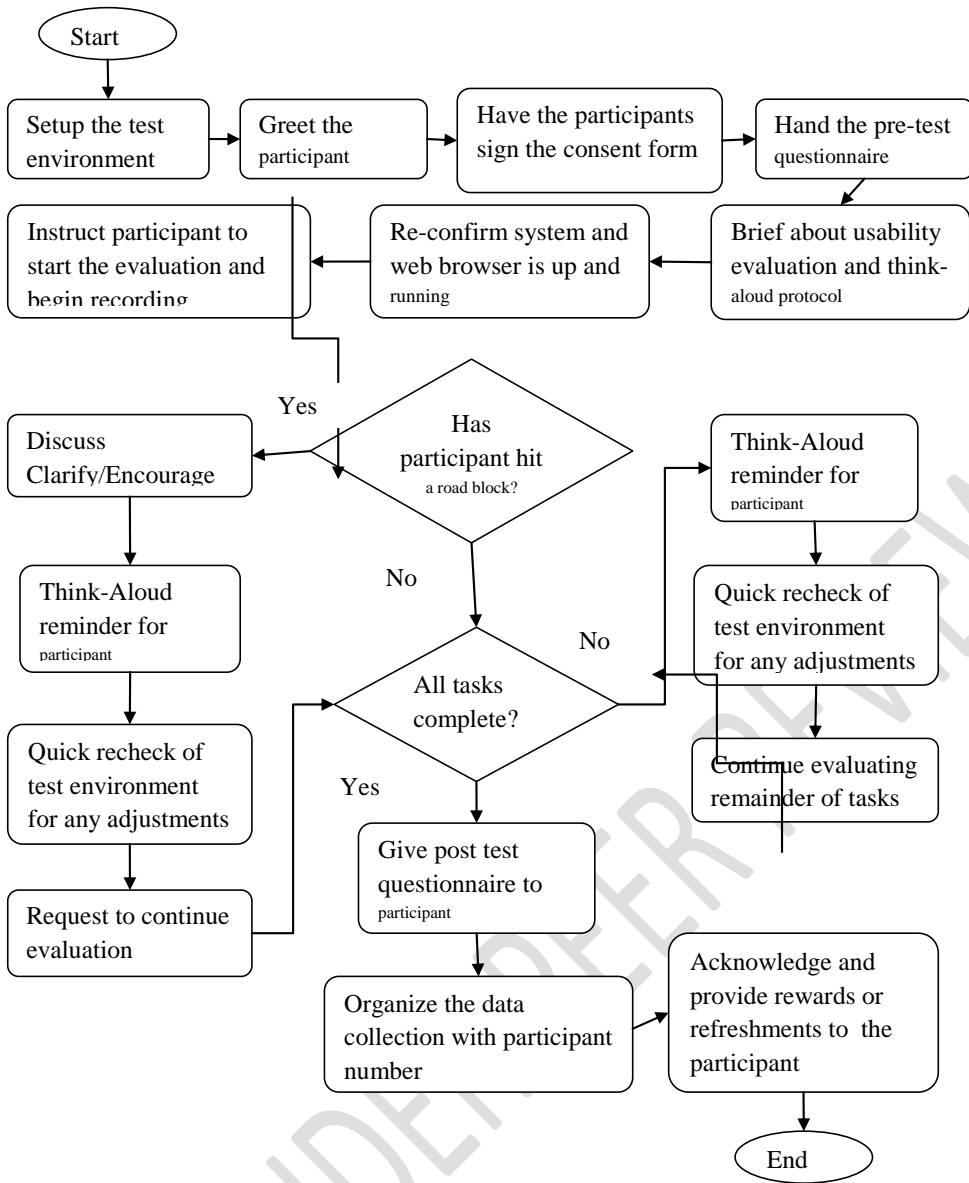 Start
Setup the test
environment
Greet the
participant
Have the participants
sign the consent form
Hand the pre-test
questionnaire
Instruct participant to
start the evaluation and
begin recording
Re-confirm system and
web browser is up and
running
Brief about usability
evaluation and think-
aloud protocol
Yes
Has
participant hit
a road block?
Discuss
Clarify/Encourage
Think-Aloud
reminder for
participant
No
Think-Aloud
reminder for
participant
Quick recheck of
test environment
for any adjustments
No
All tasks
complete?
Quick recheck of
test environment
for any adjustments
Continue evaluating
remainder of tasks
Yes
Give post test
questionnaire to
participant
Request to continue
evaluation
Organize the data
collection with participant
number
Acknowledge and
provide rewards or
refreshments to the
participant
End
UNDER PEER REVIEW